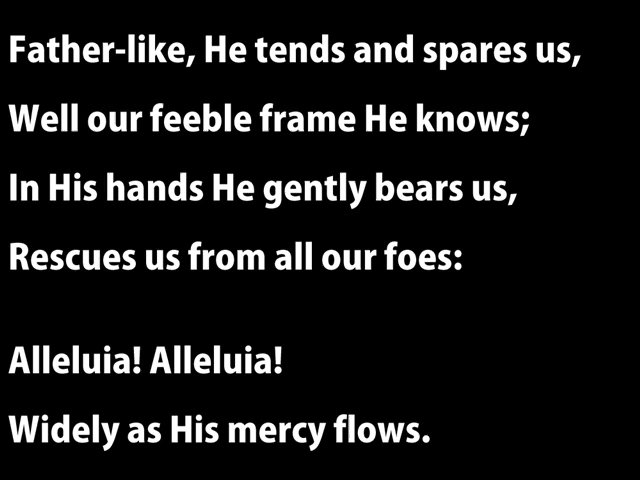 Father-like, He tends and spares us,
Well our feeble frame He knows;
In His hands He gently bears us,
Rescues us from all our foes:
Alleluia! Alleluia!
Widely as His mercy flows.